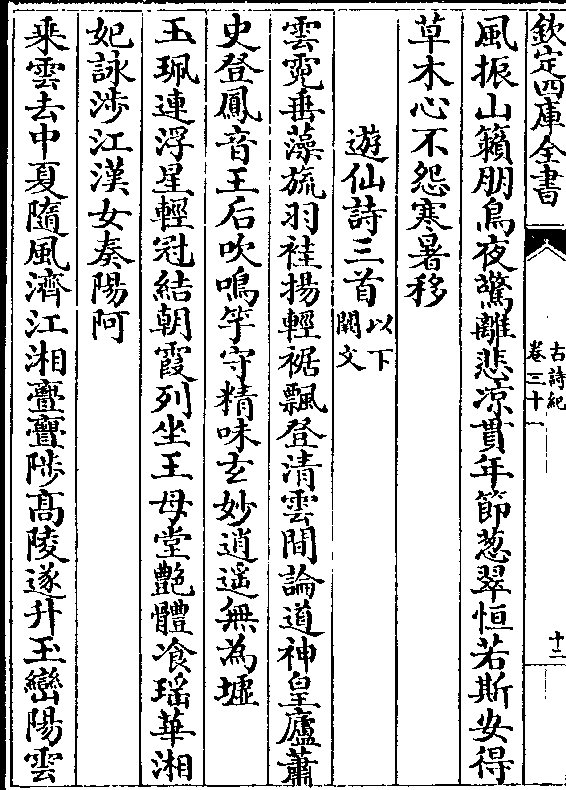 欽定四庫全書
古詩紀
卷三十一
十二
風振山籟朋鳥夜驚離悲凉貫年節葱翠恒若斯安得
草木心不怨寒暑移
遊仙詩三首以下闕文
雲霓垂藻旒羽袿揚輕裾飄登清雲間論道神皇廬蕭
史登鳳音王后吹鳴竽守精味玄妙逍遥無為墟
玉珮連浮星輕冠結朝霞列坐王母堂艶體飡瑶華湘
妃詠渉江漢女奏陽阿
乗雲去中夏隨風濟江湘亹亹陟髙陵遂升玉巒陽雲